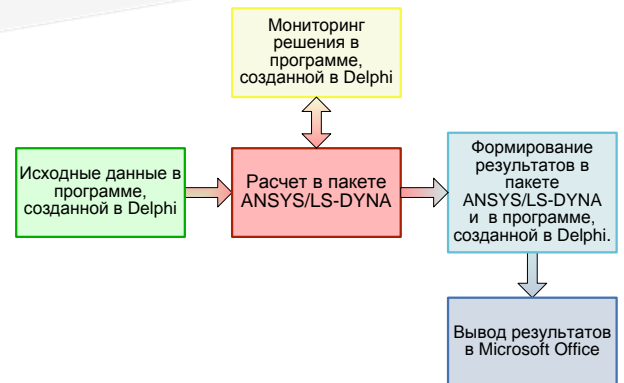 Мониторинг
решения в
программе,
созданной в Delphi
Исходные данные в
программе,
созданной в Delphi
Расчет в пакете
ANSYS/LS-DYNA
Формирование
результатов в
пакете
ANSYS/LS-DYNA
и в программе,
созданной в Delphi.
Вывод результатов
в Microsoft Office